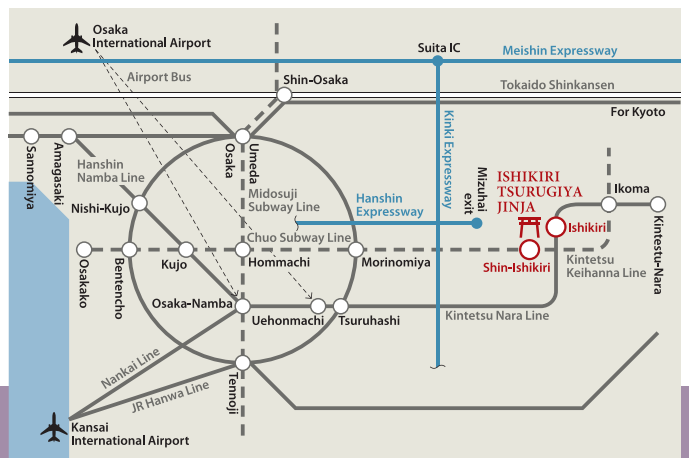 Osaka
International Airport
Suita IC
Meishin Expressway
Airport Bus
Shin-Osaka
Tokaido Shinkansen
For Kyoto
Kinki Expressway
Sannomiya
Amagasaki
Osaka
Umeda
Hanshin
Namba Line
Mizuhai
exit
ISHIKIRI
TSURUGIYA
JINJA
Ikoma
Kintestu-Nara
Nishi-Kujo
Midosuji
Subway Line
Hanshin
Expressway
Ishikiri
Chuo Subway Line
Osakako
Bentencho
Kujo
Hommachi
Morinomiya
Shin-Ishikiri
Kintetsu
Keihanna Line
Osaka-Namba
Uehonmachi
Tsuruhashi
Kintetsu Nara Line
Nankai Line
JR Hanwa Line
Tennoji
Kansai
International Airport